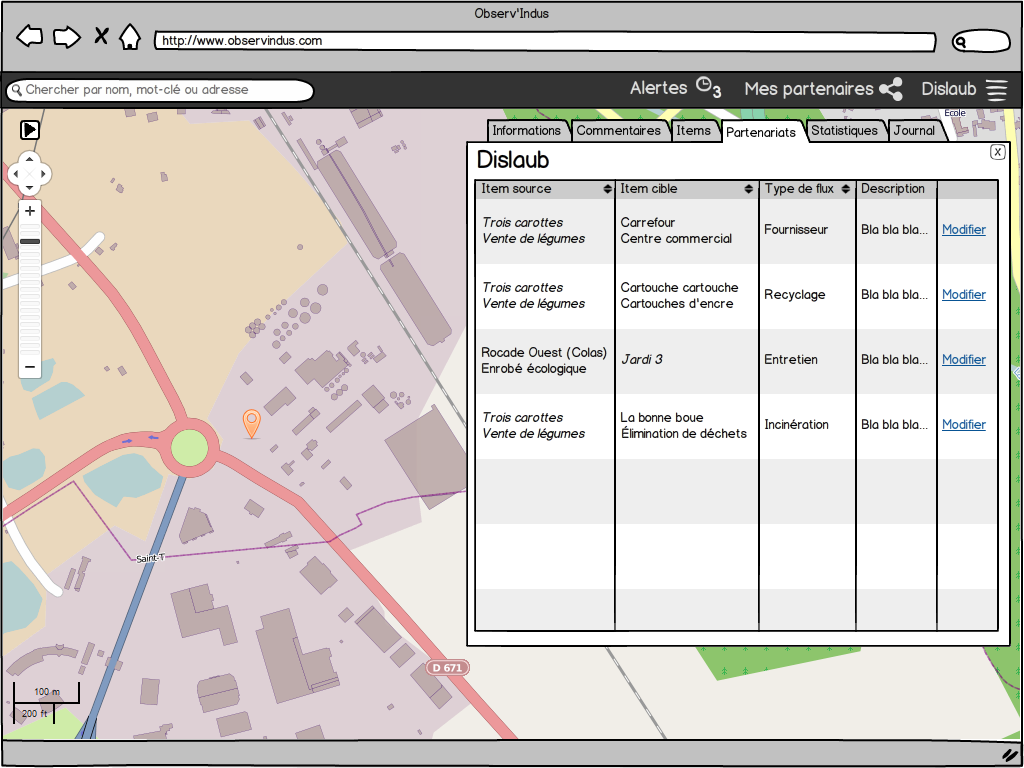 Observ'Indus
http://www.observindus.com
Chercher par nom, mot-clé ou adresse
Alertes 3
Mes partenaires
Dislaub
École
Informations
Commentaires
Items
Partenariats
Statistiques
Journal
X
Dislaub
Item source
Item cible
Type de flux
Description
Trois carottes
Vente de légumes
Carrefour
Centre commercial
Fournisseur
Bla bla bla...
Modifier
Trois carottes
Vente de légumes
Cartouche cartouche
Cartouches d'encre
Recyclage
Bla bla bla...
Modifier
Rocade Ouest (Colas)
Enrobé écologique
Jardi 3
Entretien
Bla bla bla...
Modifier
Trois carottes
Vente de légumes
La bonne boue
Élimination de déchets
Incinération
Bla bla bla...
Modifier
Saint-T
D 671
100 m
200 ft